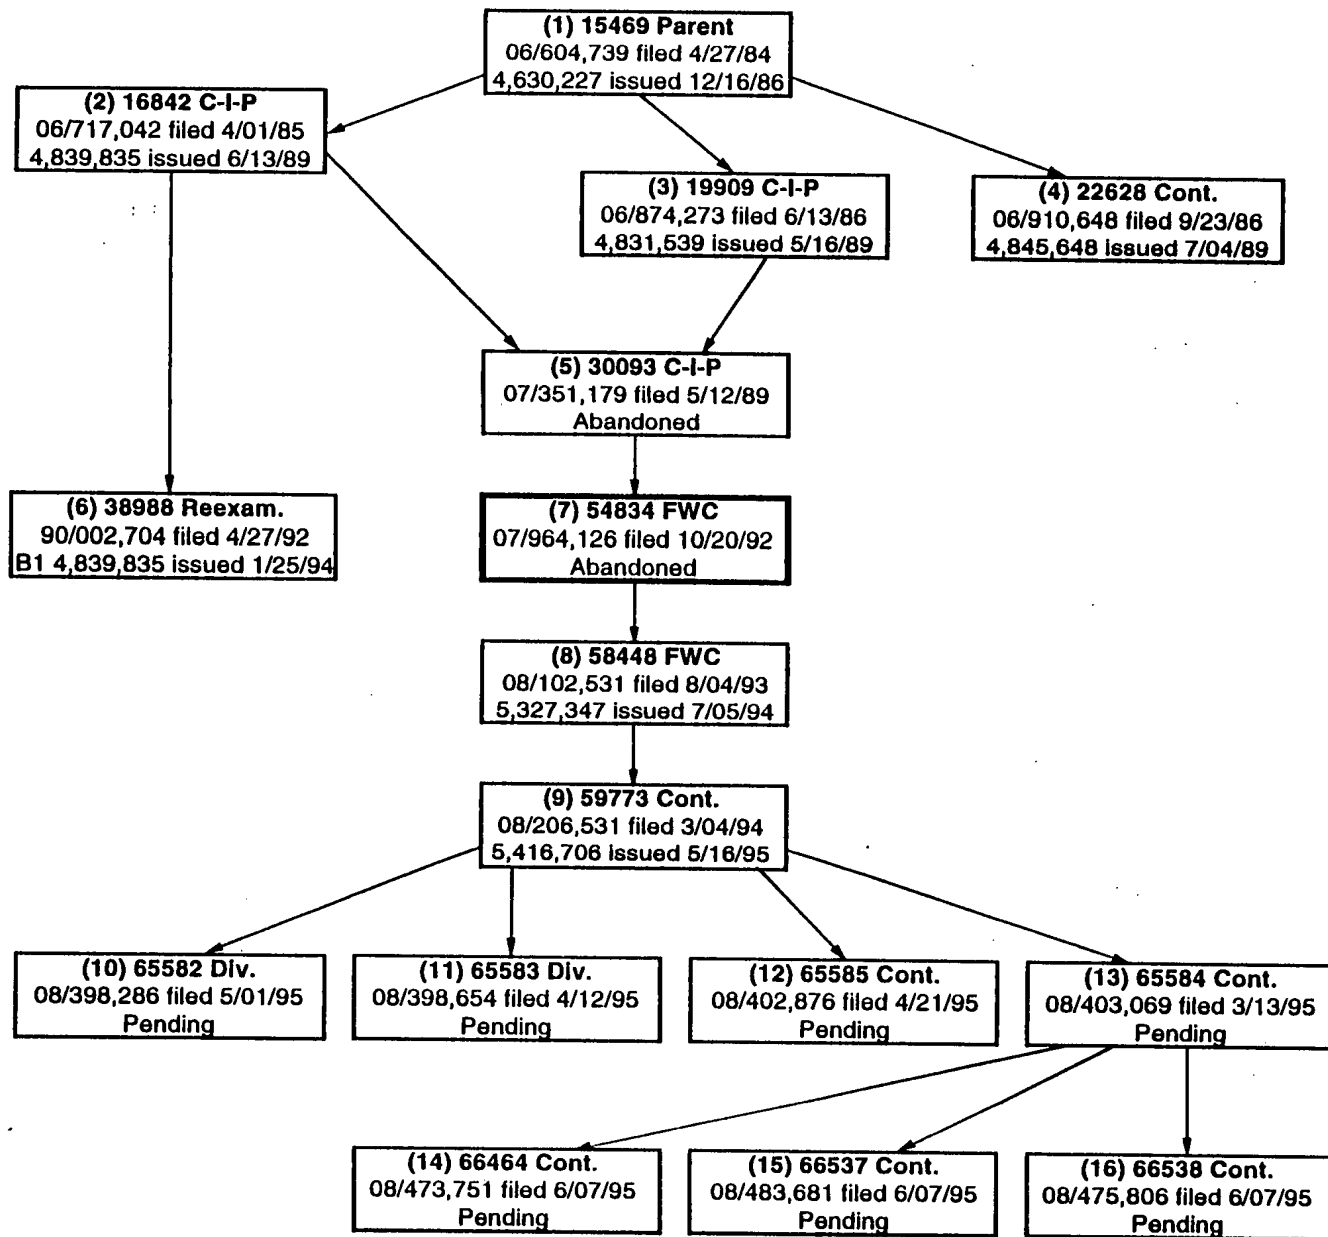 (1) 15469 Parent
06/604,739 filed 4/27/84
4,630,227 issued 12/16/86
(2) 16842 C-I-P
06/717,042 filed 4/01/85
4,839,835 issued 6/13/89
(3) 19909 C-I-P
06/874,273 filed 6/13/86
4,831,539 issued 5/16/89
(4) 22628 Cont.
06/910,648 filed 9/23/86
4,845,648 issued 7/04/89
(5) 30093 C-I-P
07/351,179 filed 5/12/89
Abandoned
(6) 38988 Reexam.
90/002,704 filed 4/27/92
B1 4,839,835 issued 1/25/94
(7) 54834 FWC
07/964,126 filed 10/20/92
Abandoned
(8) 58448 FWC
08/102,531 filed 8/04/93
5,327,347 issued 7/05/94
(9) 59773 Cont.
08/206,531 filed 3/04/94
5,416,706 issued 5/16/95
(10) 65582 Div.
08/398,286 filed 5/01/95
Pending
(11) 65583 Div.
08/398,654 filed 4/12/95
Pending
(12) 65585 Cont.
08/402,876 filed 4/21/95
Pending
(13) 65584 Cont.
08/403,069 filed 3/13/95
Pending
(14) 66464 Cont.
08/473,751 filed 6/07/95
Pending
(15) 66537 Cont.
08/483,681 filed 6/07/95
Pending
(16) 66538 Cont.
08/475,806 filed 6/07/95
Pending